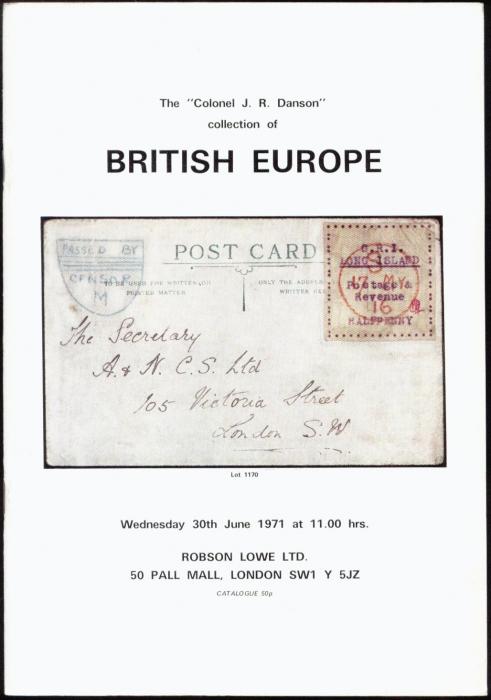 The "Colonel J. R. Danson"
collection of
BRITISH EUROPE
PASSED BY
CENSOR
M
POST CARD
TO BE USED FOR WRITTEN OR
PRINTED MATTER
ONLY THE ADDRESS
WRITTEN
G.R.I.
LONG ISLAND
Postage &
Revenue
HALFPENNY
17 MY
16
The Secretary
A. & N. C. S. Ltd
105 Victoria Street
London S.W
Lot 1170
Wednesday 30th June 1971 at 11.00 hrs.
ROBSON LOWE LTD.
50 PALL MALL, LONDON SW1 Y 5JZ
CATALOGUE 50p